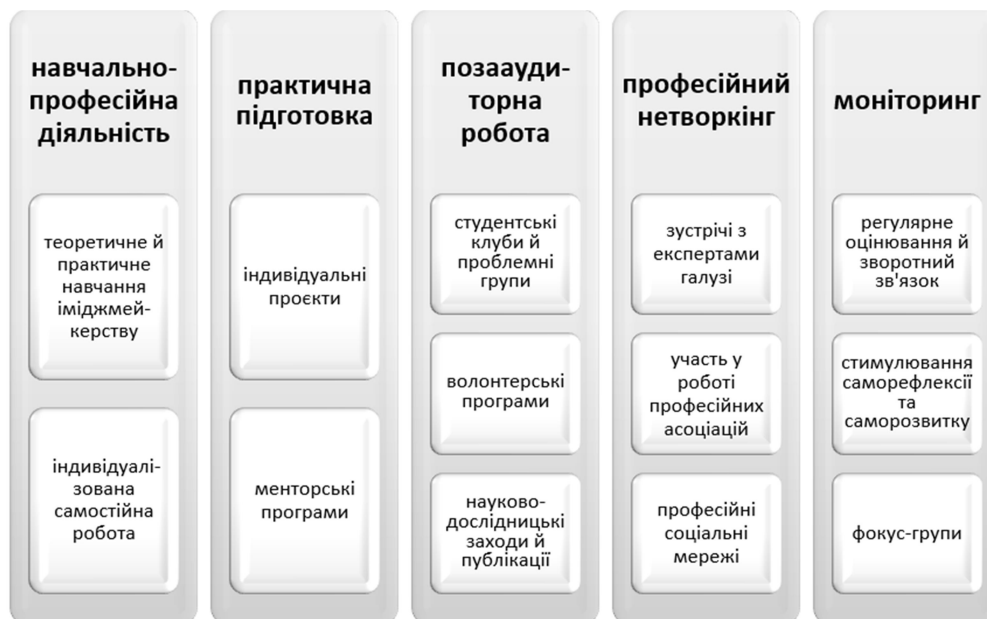 навчально-
професійна
діяльність
теоретичне й
практичне
навчання
іміджмей-
керству
індивідуалі-
зована
самостійна
робота
практична
підготовка
індивідуальні
проєкти
менторські
програми
позаауди-
торна
робота
студентські
клуби й
проблемні
групи
волонтерські
програми
науково-
дослідницькі
заходи й
публікації
професійний
нетворкінг
зустрічі з
експертами
галузі
участь у
роботі
професійних
асоціацій
професійні
соціальні
мережі
моніторинг
регулярне
оцінювання й
зворотний
зв'язок
стимулювання
саморефлексії
та
саморозвитку
фокус-групи